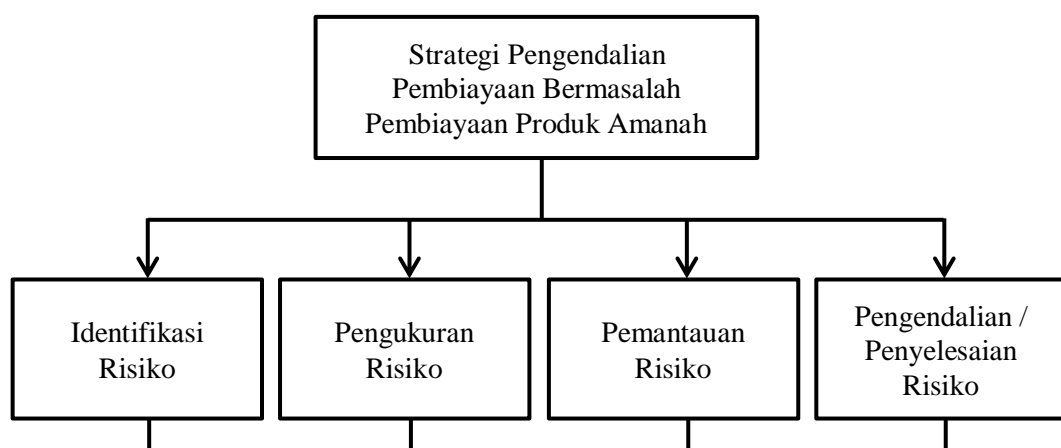 Strategi Pengendalian
Pembiayaan Bermasalah
Pembiayaan Produk Amanah
Identifikasi
Risiko
Pengukuran
Risiko
Pemantauan
Risiko
Pengendalian /
Penyelesaian
Risiko